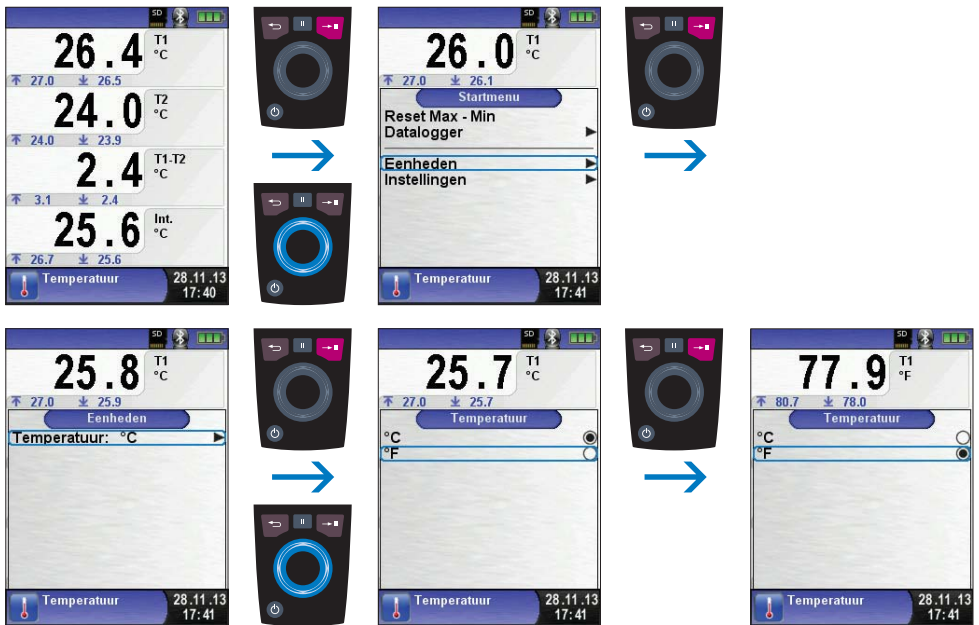 SD
26.4 T1 °C
27.0 26.5
24.0 T2 °C
24.0 23.9
2.4 T1-T2 °C
3.1 2.4
25.6 Int. °C
26.7 25.6
Temperatuur 28.11.13
17:40
SD
26.0 T1 °C
27.0 26.1
Startmenu
Reset Max - Min
Datalogger
Eenheden
Instellingen
Temperatuur 28.11.13
17:41
SD
25.8 T1 °C
27.0 25.9
Eenheden
Temperatuur: °C
Temperatuur 28.11.13
17:41
SD
25.7 T1 °C
27.0 25.7
Temperatuur
°C
°F
Temperatuur 28.11.13
17:41
SD
77.9 T1 °F
80.7 78.0
Temperatuur
°C
°F
Temperatuur 28.11.13
17:41